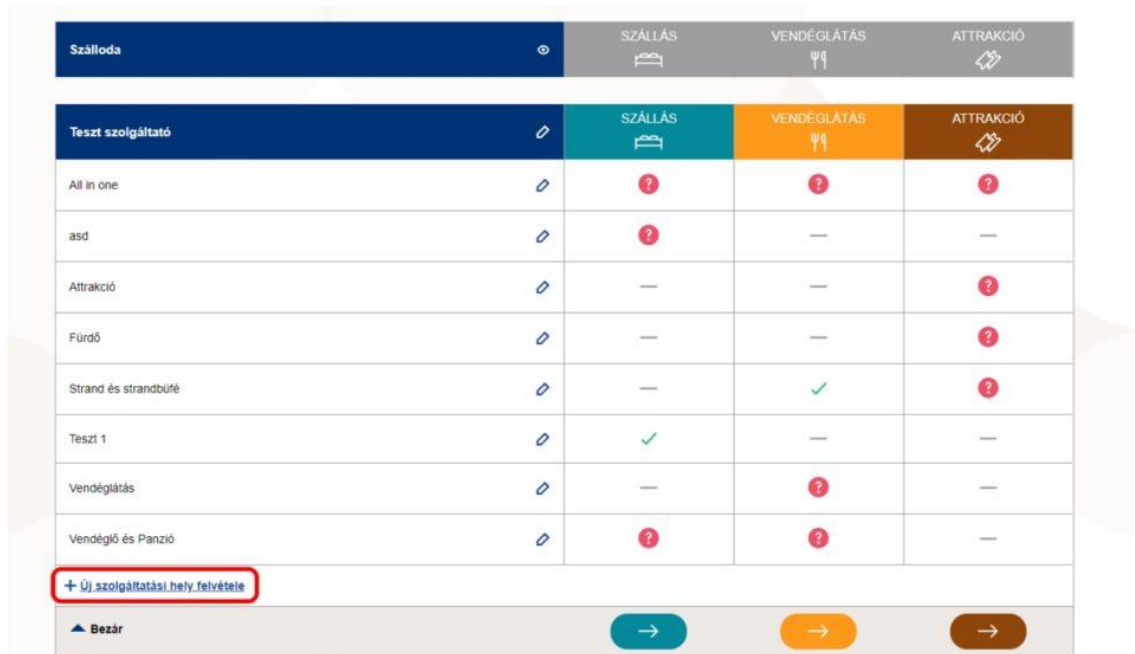 Szálloda SZÁLLÁS VENDÉGLÁTÁS ATTRAKCIÓ
Teszt szolgáltató SZÁLLÁS VENDÉGLÁTÁS ATTRAKCIÓ
All in one ? ? ?
asd ? — —
Attrakció — — ?
Fürdő — — ?
Strand és strandbüfé — ✓ ?
Teszt 1 ✓ — —
Vendéglátás — ? —
Vendéglő és Panzió ? ? —
+ Új szolgáltatási hely felvétele
Bezár → → →